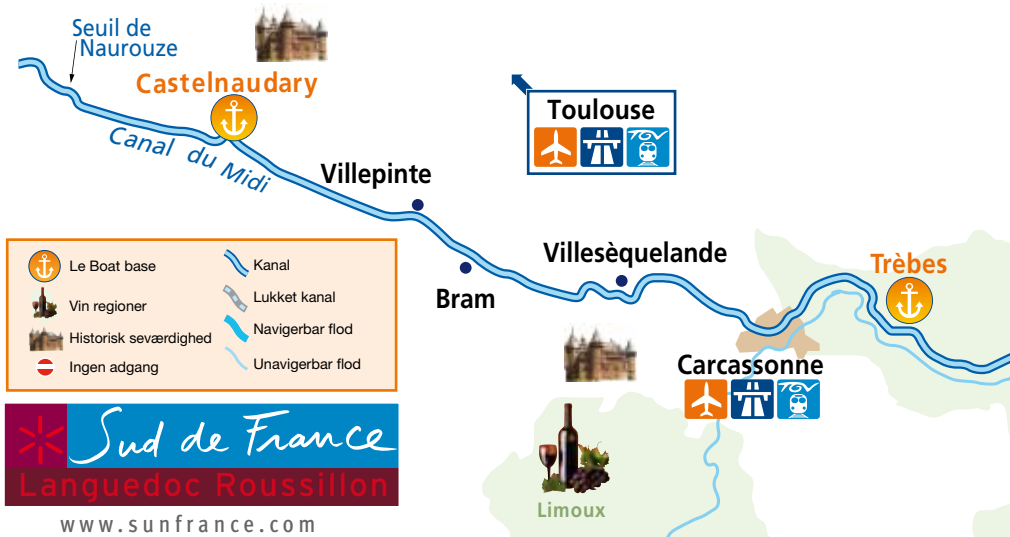 Seuil de
Naurouze
Castelnaudary
Canal du Midi
Toulouse
TGV
Villepinte
Villesèquelande
Trèbes
Bram
Carcassonne
TGV
Limoux
Le Boat base
Vin regioner
Historisk seværdighed
Ingen adgang
Kanal
Lukket kanal
Navigerbar flod
Unavigerbar flod
Sud de France
Languedoc Roussillon
www.sunfrance.com